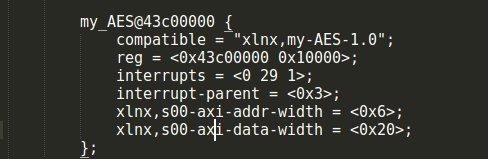 my_AES@43c00000 {
compatible = "xlnx,my-AES-1.0";
reg = <0x43c00000 0x10000>;
interrupts = <0 29 1>;
interrupt-parent = <0x3>;
xlnx,s00-axi-addr-width = <0x6>;
xlnx,s00-axi-data-width = <0x20>;
};